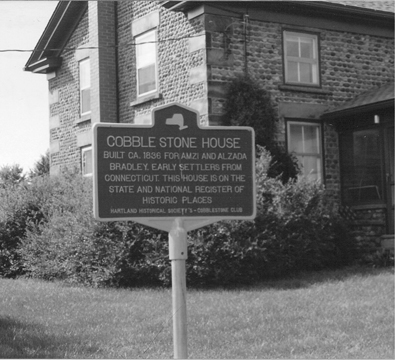 COBBLE STONE HOUSE
BUILT CA. 1836 FOR AMZI AND ALZADA
BRADLEY, EARLY SETTLERS FROM
CONNECTICUT. THIS HOUSE IS ON THE
STATE AND NATIONAL REGISTER OF
HISTORIC PLACES
HARTLAND HISTORICAL SOCIETY'S - COBBLESTONE CLUB